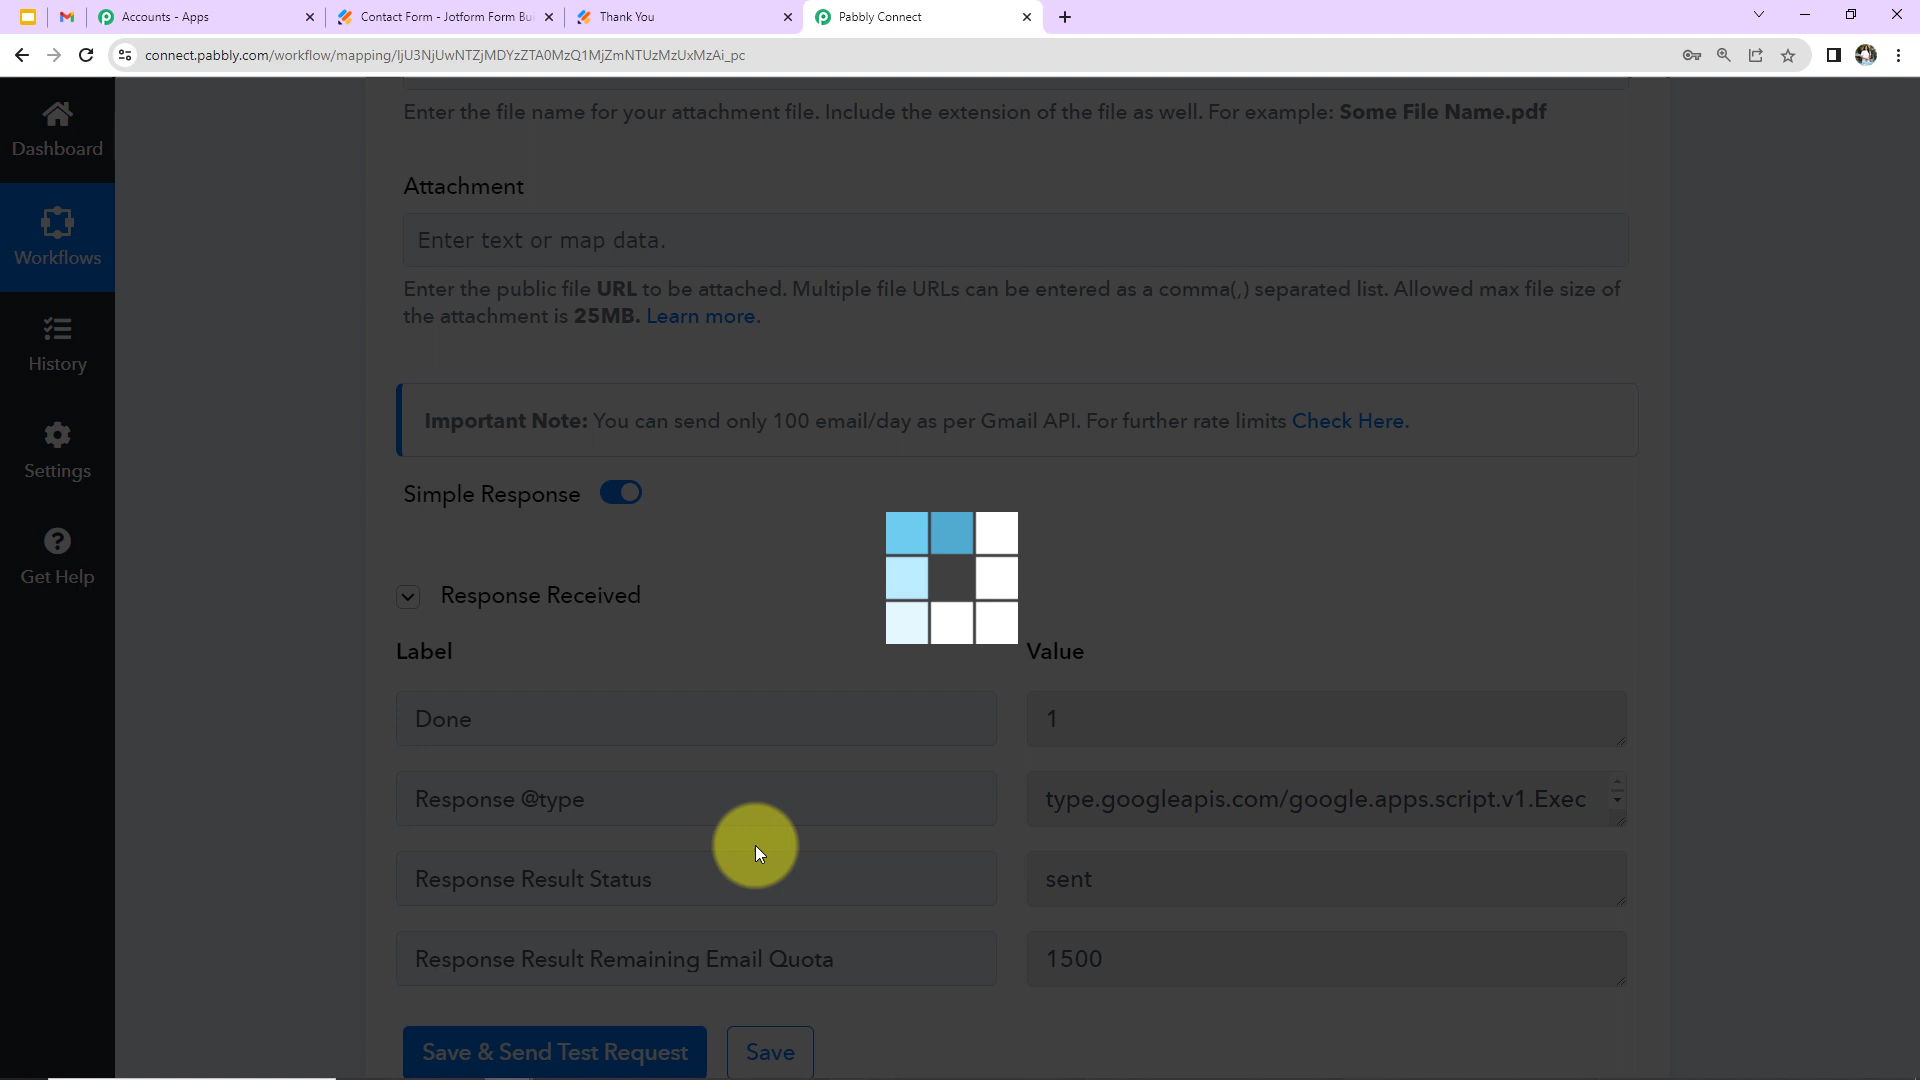 Accounts - Apps
Contact Form - Jotform Form Bu
Thank You
Pabbly Connect
connect.pabbly.com/workflow/mapping/IjU3NjUwNTZjMDYzZTA0MzQ1MjZmNTUzMzUxMzAi_pc
Enter the file name for your attachment file. Include the extension of the file as well. For example: Some File Name.pdf
Dashboard
Attachment
Enter text or map data.
Workflows
Enter the public file URL to be attached. Multiple file URLs can be entered as a comma(,) separated list. Allowed max file size of
the attachment is 25MB. Learn more.
History
Important Note: You can send only 100 email/day as per Gmail API. For further rate limits Check Here.
Settings
Simple Response
Get Help
Response Received
Label
Value
Done
1
Response @type
type.googleapis.com/google.apps.script.v1.Exec
Response Result Status
sent
Response Result Remaining Email Quota
1500
Save & Send Test Request
Save